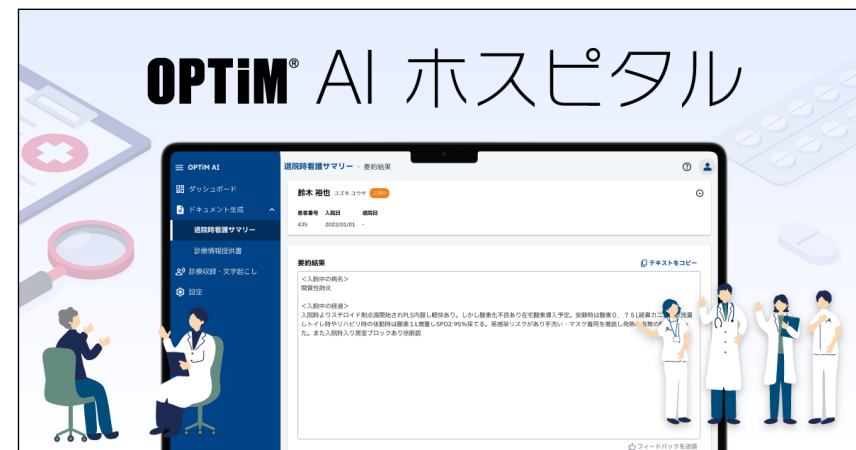 OPTiM® AI ホスピタル
OPTiM AI
退院時看護サマリー › 要約結果
ダッシュボード
鈴木 裕也 スズキ ユウヤ 入院中
ドキュメント生成
患者番号 入院日 退院日
435 2022/01/01 -
退院時看護サマリー
診療情報提供書
診療収録・文字起こし
設定
要約結果
テキストをコピー
<入院中の病名>
間質性肺炎
<入院中の経過>
入院時よりステロイド剤点滴開始されPLS内服し軽快あり。しかし酸素化不良あり在宅酸素導入予定。安静時は酸素0.75L経鼻カニ
しトイレ時やリハビリ時の体動時は酸素1L増量しSPO2:95%保てる。易感染リスクがあり手洗い・マスク着用を徹底し発熱
た。また入院時入り房室ブロックあり
フィードバックを送信